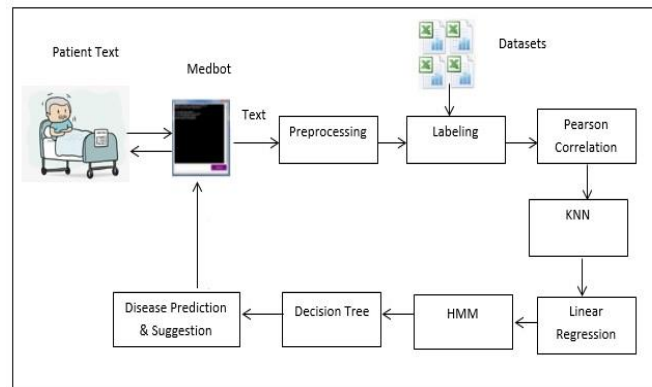 Patient Text
Medbot
Datasets
Text
Preprocessing
Labeling
Pearson
Correlation
KNN
Linear
Regression
HMM
Decision Tree
Disease Prediction
& Suggestion